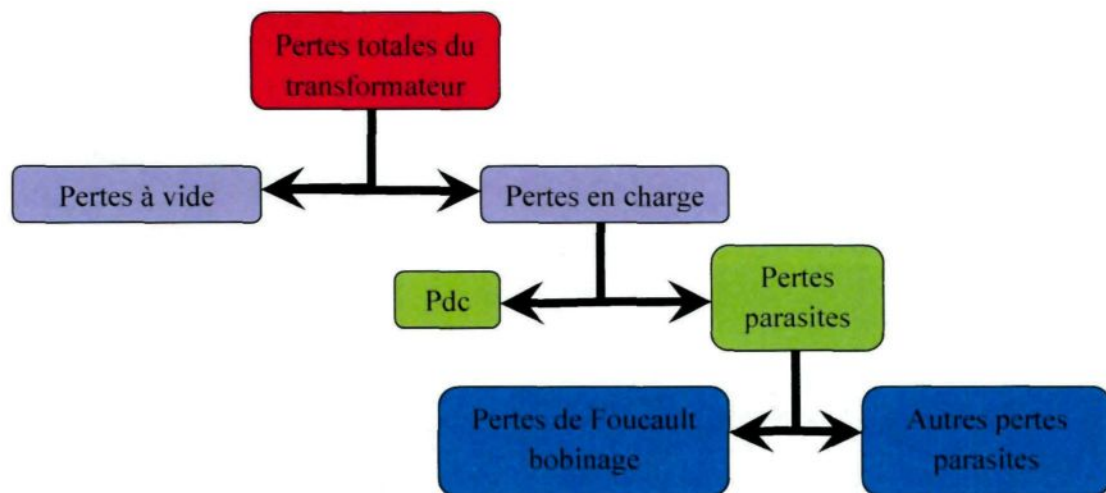 Pertes totales du
transformateur
Pertes à vide
Pertes en charge
Pdc
Pertes
parasites
Pertes de Foucault
bobinage
Autres pertes
parasites